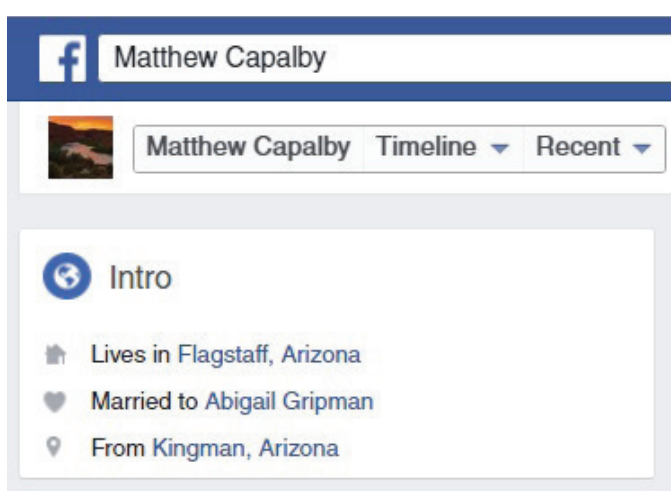 f Matthew Capalby
Matthew Capalby Timeline Recent
Intro
Lives in Flagstaff, Arizona
Married to Abigail Gripman
From Kingman, Arizona